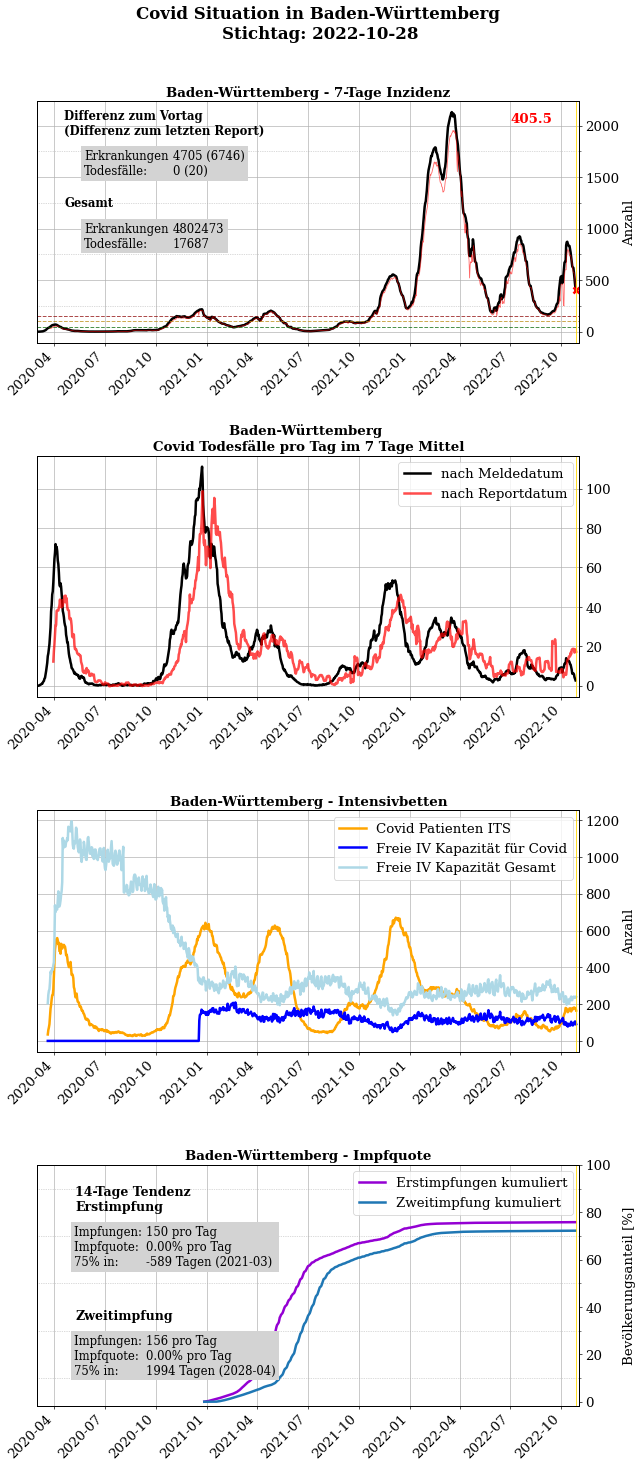 Covid Situation in Baden-Württemberg
Stichtag: 2022-10-28
Baden-Württemberg - 7-Tage Inzidenz
Differenz zum Vortag
(Differenz zum letzten Report)
Erkrankungen 4705 (6746)
Todesfälle: 0 (20)
Gesamt
Erkrankungen 4802473
Todesfälle: 17687
405.5
2000
1500
1000
500
0
Anzahl
2020-04 2020-07 2020-10 2021-01 2021-04 2021-07 2021-10 2022-01 2022-04 2022-07 2022-10
Baden-Württemberg
Covid Todesfälle pro Tag im 7 Tage Mittel
nach Meldedatum
nach Reportdatum
100
80
60
40
20
0
2020-04 2020-07 2020-10 2021-01 2021-04 2021-07 2021-10 2022-01 2022-04 2022-07 2022-10
Baden-Württemberg - Intensivbetten
Covid Patienten ITS
Freie IV Kapazität für Covid
Freie IV Kapazität Gesamt
1200
1000
800
600
400
200
0
Anzahl
2020-04 2020-07 2020-10 2021-01 2021-04 2021-07 2021-10 2022-01 2022-04 2022-07 2022-10
Baden-Württemberg - Impfquote
14-Tage Tendenz
Erstimpfung
Impfungen: 150 pro Tag
Impfquote: 0.00% pro Tag
75% in: -589 Tagen (2021-03)
Zweitimpfung
Impfungen: 156 pro Tag
Impfquote: 0.00% pro Tag
75% in: 1994 Tagen (2028-04)
Erstimpfungen kumuliert
Zweitimpfung kumuliert
100
80
60
40
20
0
Bevölkerungsanteil [%]
2020-04 2020-07 2020-10 2021-01 2021-04 2021-07 2021-10 2022-01 2022-04 2022-07 2022-10